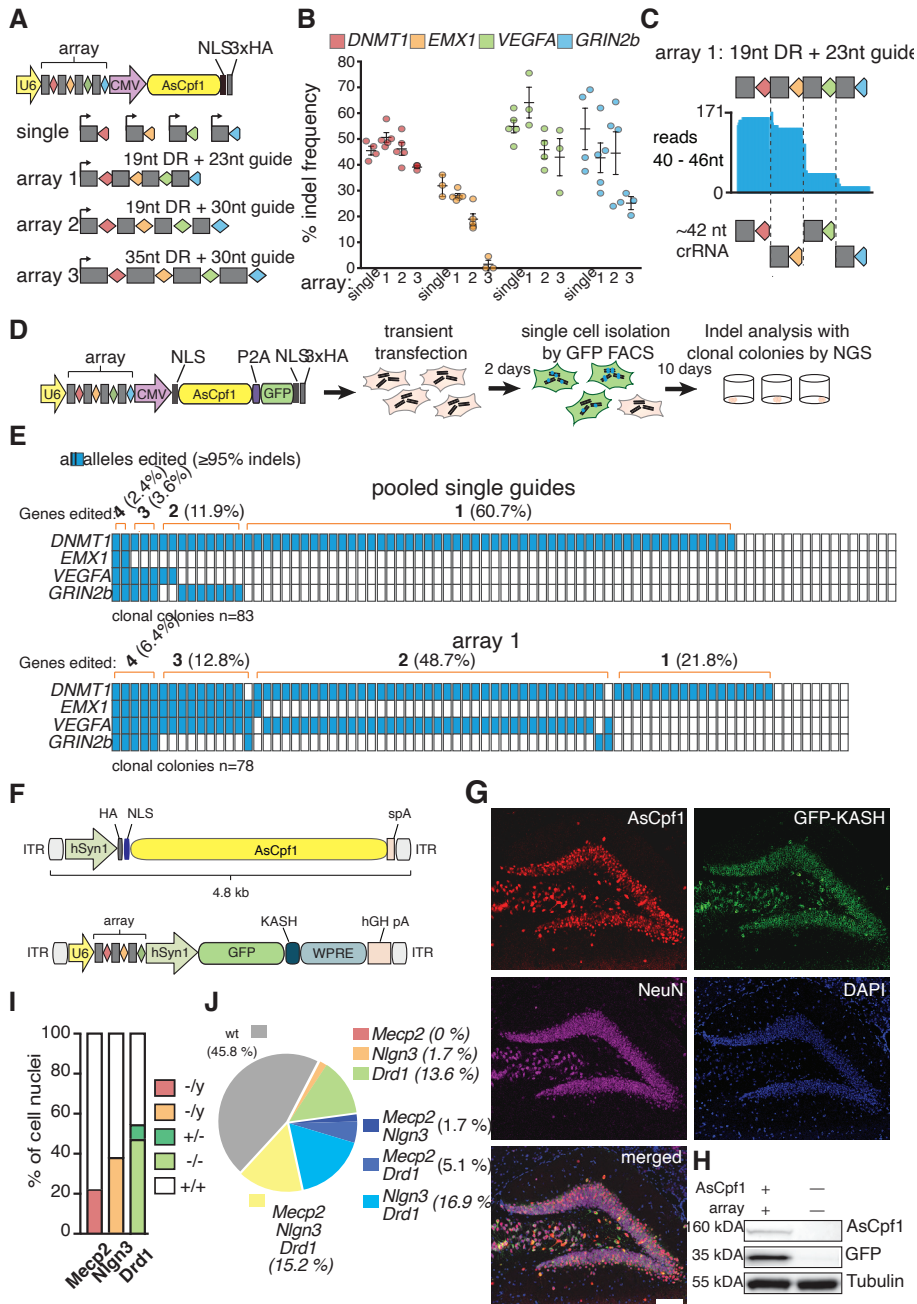 A
array
NLS 3xHA
U6
CMV
AsCpf1
single
19nt DR + 23nt guide
array 1
19nt DR + 30nt guide
array 2
35nt DR + 30nt guide
array 3
B
DNMT1 EMX1 VEGFA GRIN2b
% indel frequency
80
70
60
50
40
30
20
10
0
array: single 1 2 3 single 1 2 3 single 1 2 3 single 1 2 3
C
array 1: 19nt DR + 23nt guide
171
reads
40 - 46nt
0
~42 nt
crRNA
D
array
NLS
P2A
NLS
3xHA
U6
CMV
AsCpf1
GFP
transient
transfection
2 days
single cell isolation
by GFP FACS
10 days
Indel analysis with
clonal colonies by NGS
E
all alleles edited (≥95% indels)
pooled single guides
Genes edited: 4 (2.4%) 3 (3.6%) 2 (11.9%) 1 (60.7%)
DNMT1
EMX1
VEGFA
GRIN2b
clonal colonies n=83
array 1
Genes edited: 4 (6.4%) 3 (12.8%) 2 (48.7%) 1 (21.8%)
DNMT1
EMX1
VEGFA
GRIN2b
clonal colonies n=78
F
HA NLS
spA
ITR
hSyn1
AsCpf1
ITR
4.8 kb
array
KASH
hGH pA
ITR
U6
hSyn1
GFP
WPRE
ITR
G
AsCpf1
GFP-KASH
NeuN
DAPI
merged
H
AsCpf1 + —
array + —
160 kDA
AsCpf1
35 kDA
GFP
55 kDA
Tubulin
I
% of cell nuclei
100
80
60
40
20
0
Mecp2
Nlgn3
Drd1
-/y
-/y
+/-
-/-
+/+
J
wt
(45.8 %)
Mecp2 (0 %)
Nlgn3 (1.7 %)
Drd1 (13.6 %)
Mecp2
Nlgn3 (1.7 %)
Mecp2
Drd1 (5.1 %)
Nlgn3
Drd1 (16.9 %)
Mecp2
Nlgn3
Drd1
(15.2 %)